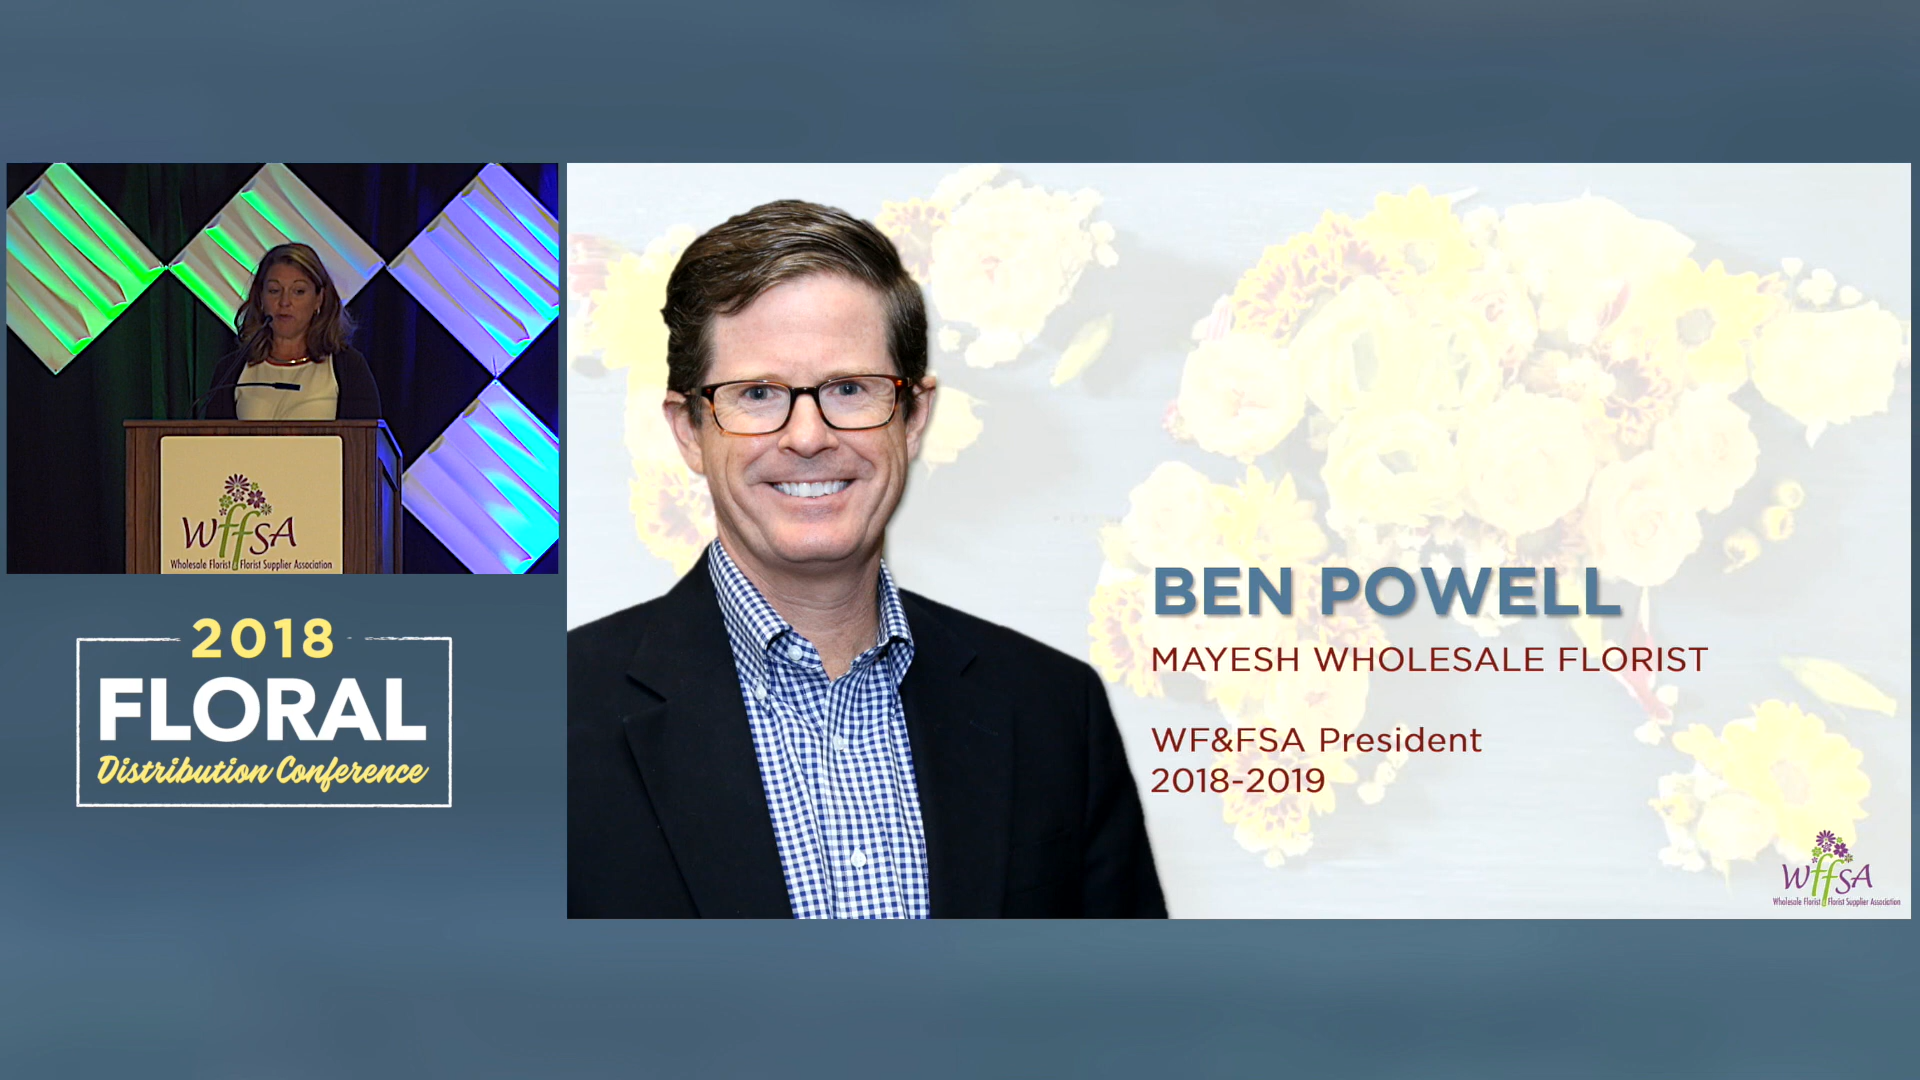 WffSA
Wholesale Florist Florist Supplier Association
2018
FLORAL
Distribution Conference
BEN POWELL
MAYESH WHOLESALE FLORIST
WF&FSA President
2018-2019
WffSA
Wholesale Florist Florist Supplier Association